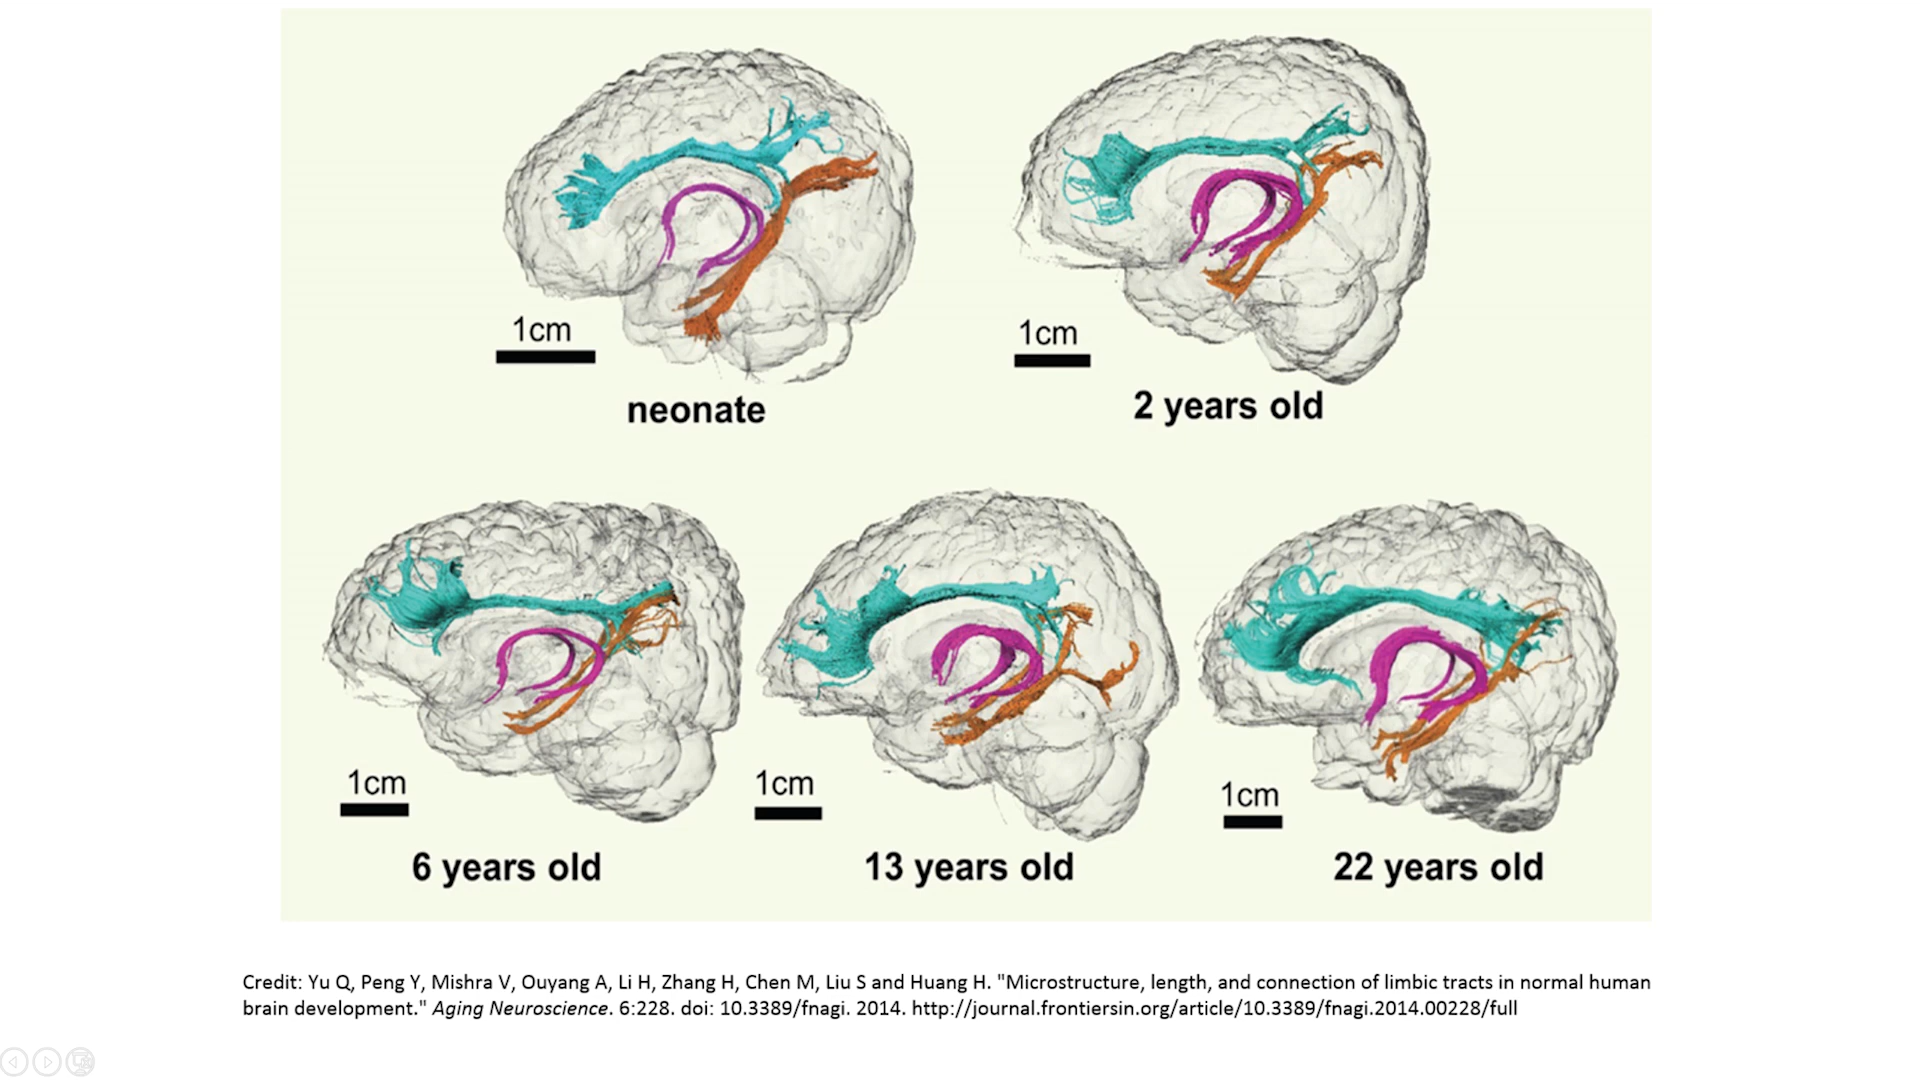 1cm
neonate
1cm
2 years old
1cm
6 years old
1cm
13 years old
1cm
22 years old
Credit: Yu Q, Peng Y, Mishra V, Ouyang A, Li H, Zhang H, Chen M, Liu S and Huang H. "Microstructure, length, and connection of limbic tracts in normal human
brain development." Aging Neuroscience. 6:228. doi: 10.3389/fnagi. 2014. http://journal.frontiersin.org/article/10.3389/fnagi.2014.00228/full